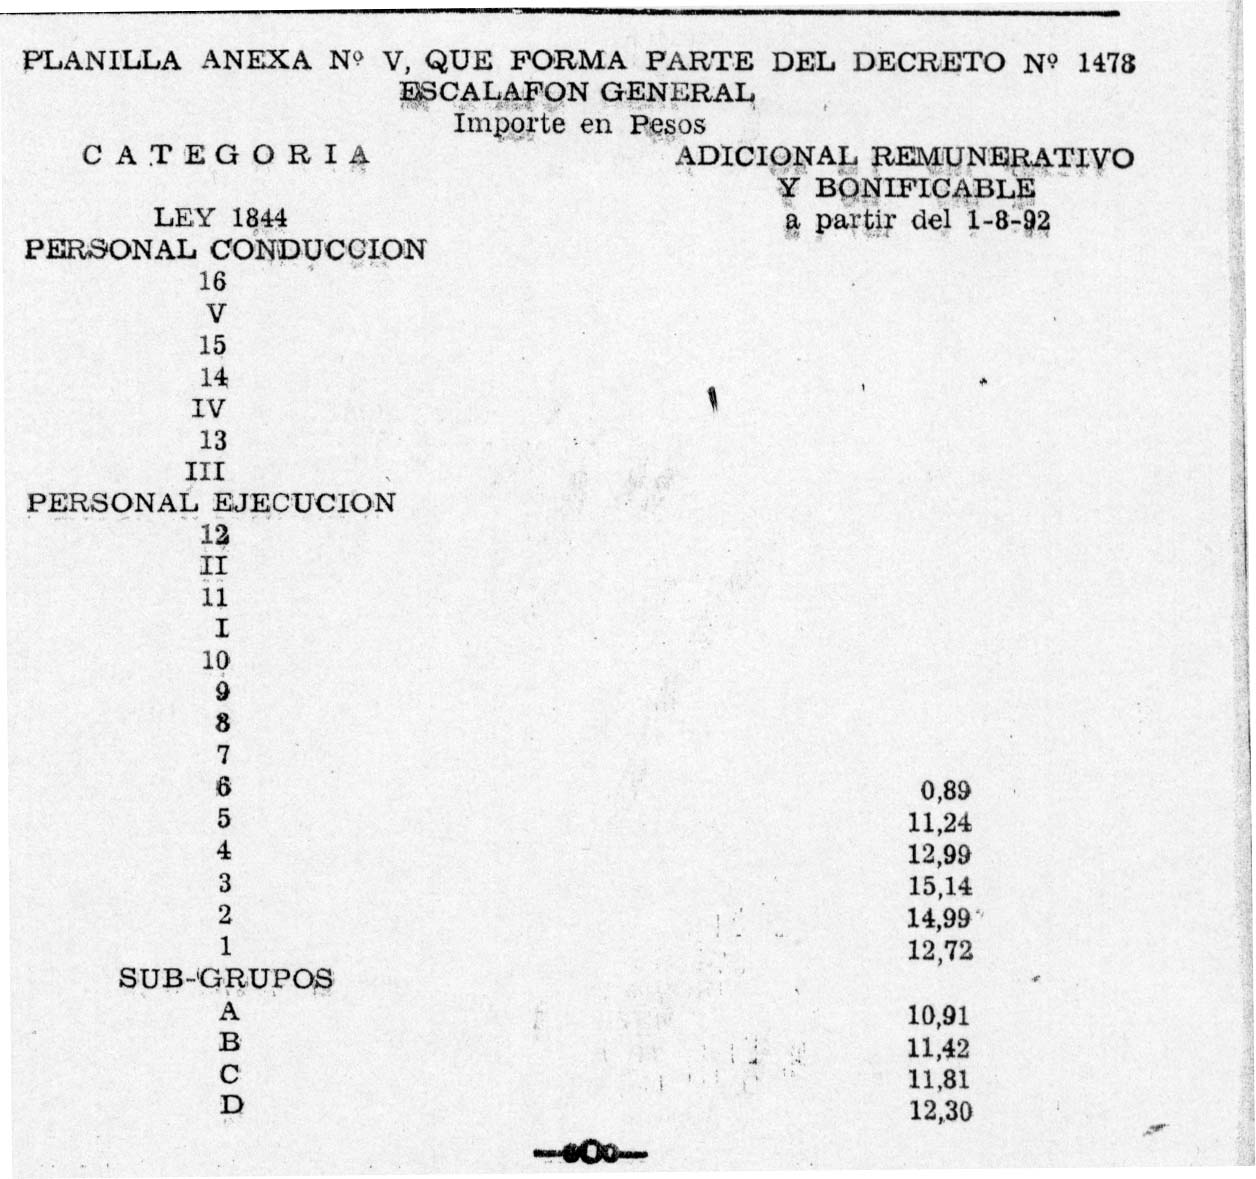 PLANILLA ANEXA Nº V, QUE FORMA PARTE DEL DECRETO Nº 1478
ESCALAFON GENERAL
Importe en Pesos
CATEGORIA ADICIONAL REMUNERATIVO
Y BONIFICABLE
LEY 1844 a partir del 1-8-92
PERSONAL CONDUCCION
16
V
15
14
IV
13
III
PERSONAL EJECUCION
12
II
11
I
10
9
8
7
6 0,89
5 11,24
4 12,99
3 15,14
2 14,99
1 12,72
SUB-GRUPOS
A 10,91
B 11,42
C 11,81
D 12,30